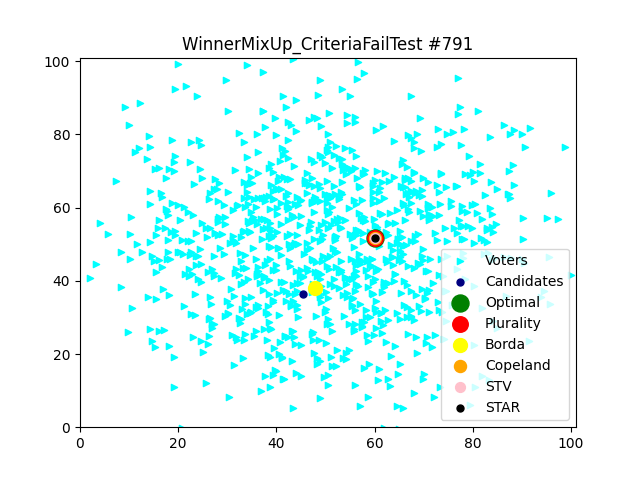 WinnerMixUp_CriteriaFailTest #791
100
80
60
40
20
0
0 20 40 60 80 100
Voters
Candidates
Optimal
Plurality
Borda
Copeland
STV
STAR